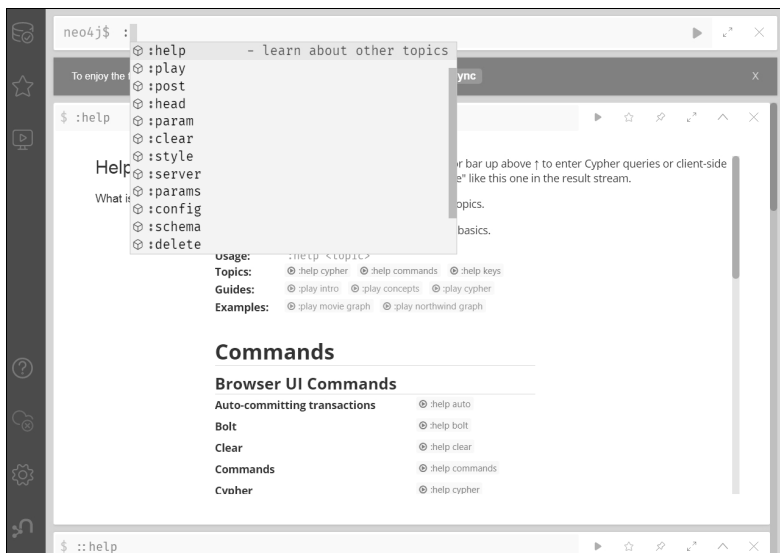 neo4j$ :
:help - learn about other topics
:play
:post
:head
:param
:clear
:style
:server
:params
:config
:schema
:delete
To enjoy the ync X
$ :help
Help
What is
or bar up above ↑ to enter Cypher queries or client-side
e" like this one in the result stream.
opics.
basics.
Usage: :help <topic>
Topics: :help cypher :help commands :help keys
Guides: :play intro :play concepts :play cypher
Examples: :play movie graph :play northwind graph
Commands
Browser UI Commands
Auto-committing transactions :help auto
Bolt :help bolt
Clear :help clear
Commands :help commands
Cypher :help cypher
$ ::help